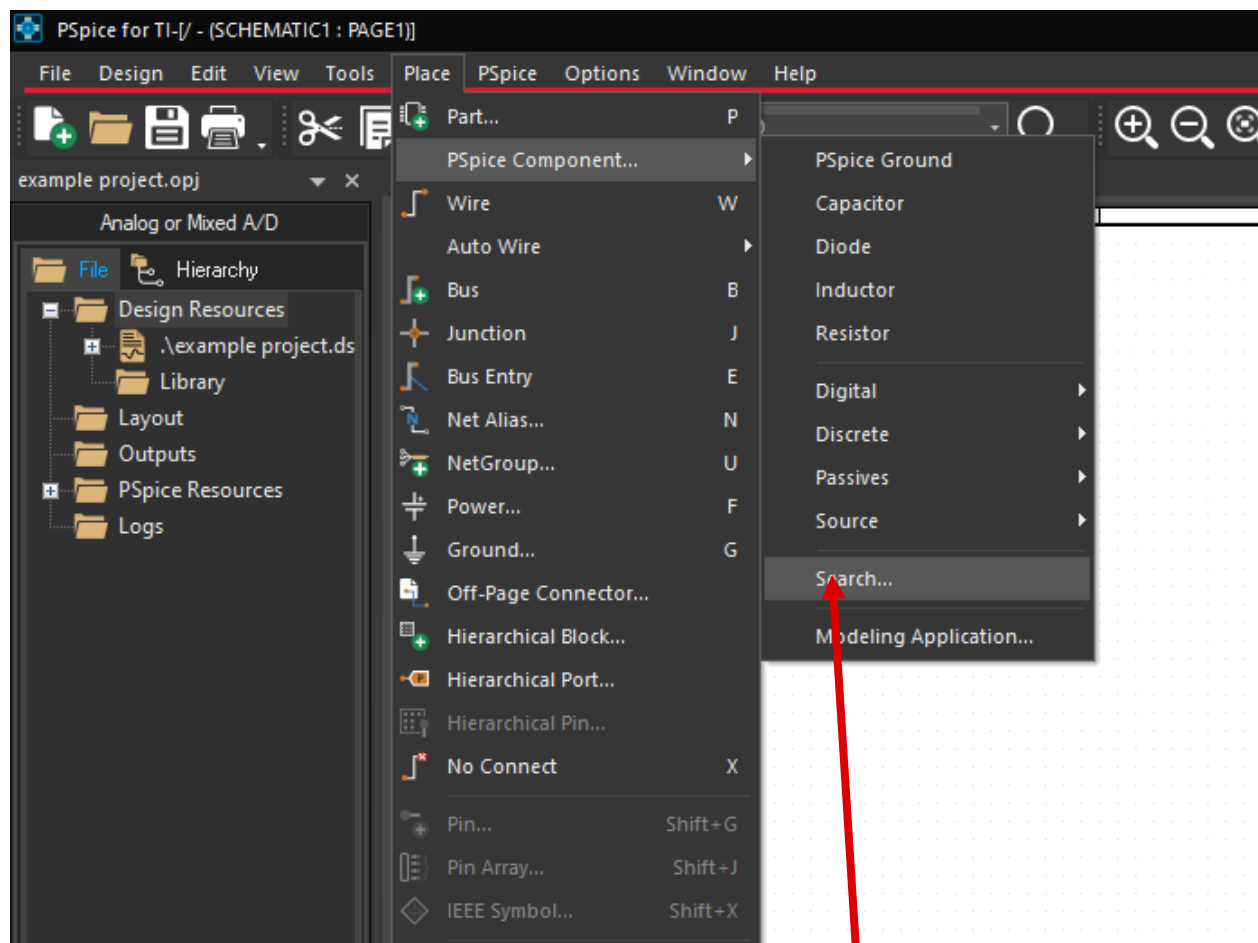 PSpice for TI-[/ - (SCHEMATIC1 : PAGE1)]
File Design Edit View Tools Place PSpice Options Window Help
example project.opj
Analog or Mixed A/D
File Hierarchy
Design Resources
.\example project.ds
Library
Layout
Outputs
PSpice Resources
Logs
Part... P
PSpice Component...
Wire W
Auto Wire
Bus B
Junction J
Bus Entry E
Net Alias... N
NetGroup... U
Power... F
Ground... G
Off-Page Connector...
Hierarchical Block...
Hierarchical Port...
Hierarchical Pin...
No Connect X
Pin... Shift+G
Pin Array... Shift+J
IEEE Symbol... Shift+X
PSpice Ground
Capacitor
Diode
Inductor
Resistor
Digital
Discrete
Passives
Source
Search...
Modeling Application...